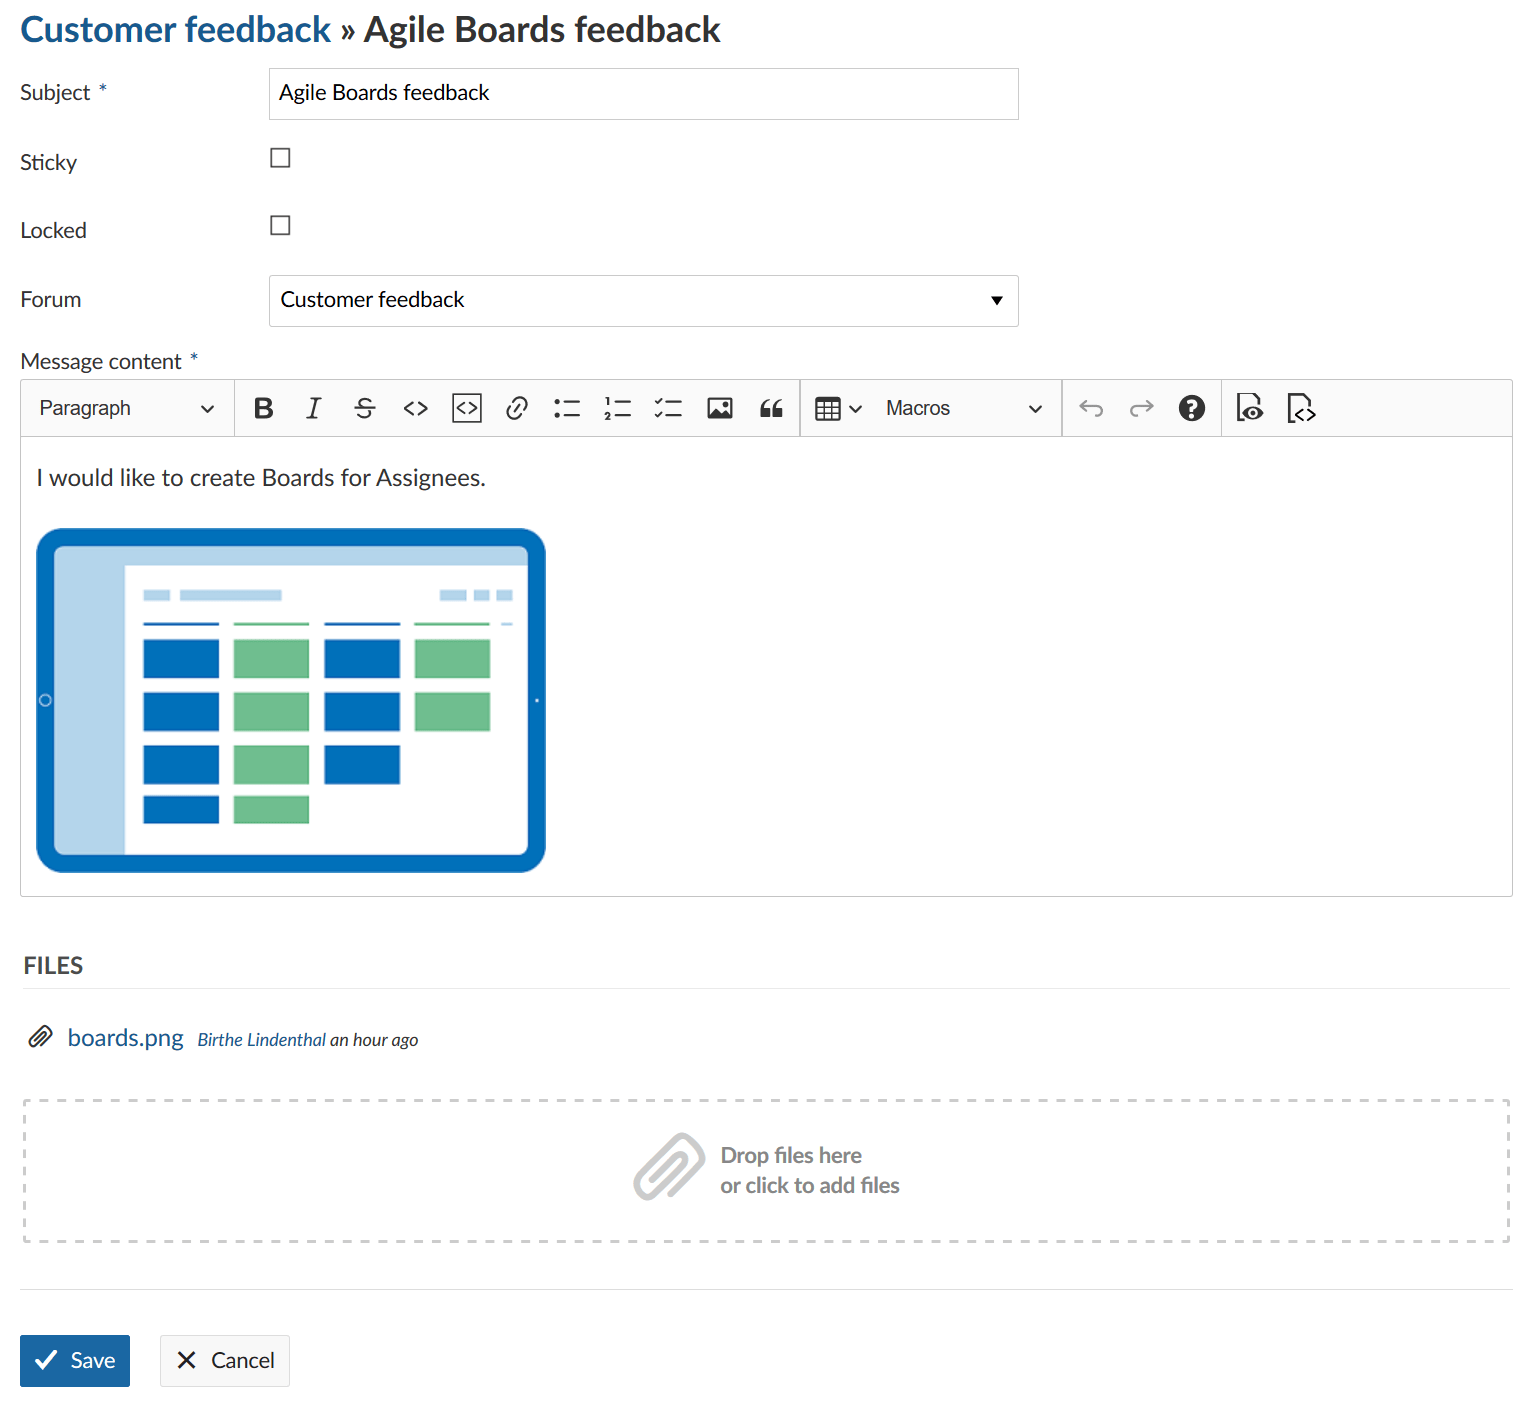 Customer feedback » Agile Boards feedback
Subject *
Agile Boards feedback
Sticky
Locked
Forum
Customer feedback
Message content *
Paragraph
Macros
I would like to create Boards for Assignees.
FILES
boards.png Birthe Lindenthal an hour ago
Drop files here
or click to add files
Save
Cancel